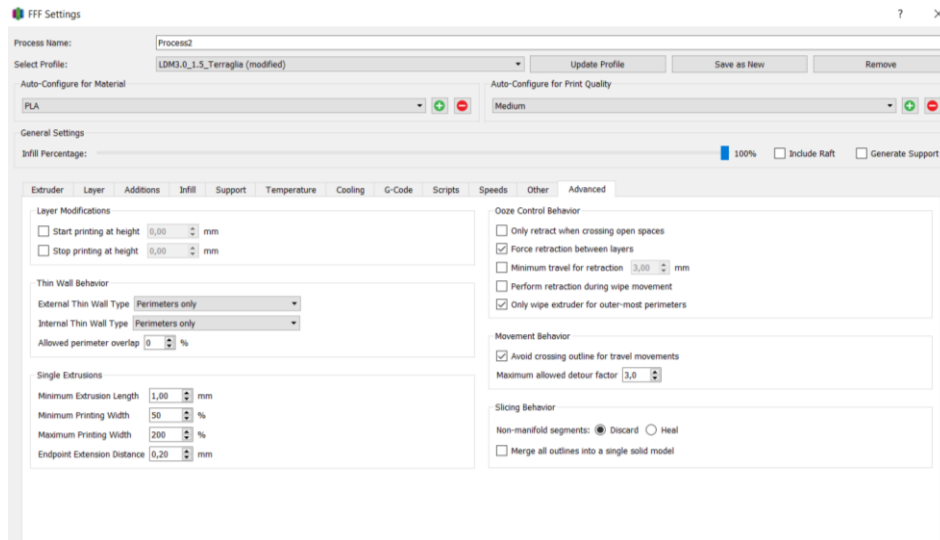 FFF Settings ?
Process Name: Process2
Select Profile: LDM3.0_1.5_Terraglia (modified) Update Profile Save as New Remove
Auto-Configure for Material Auto-Configure for Print Quality
PLA Medium
General Settings
Infill Percentage: 100% Include Raft Generate Support
Extruder Layer Additions Infill Support Temperature Cooling G-Code Scripts Speeds Other Advanced
Layer Modifications
Start printing at height 0,00 mm
Stop printing at height 0,00 mm
Thin Wall Behavior
External Thin Wall Type Perimeters only
Internal Thin Wall Type Perimeters only
Allowed perimeter overlap 0 %
Single Extrusions
Minimum Extrusion Length 1,00 mm
Minimum Printing Width 50 %
Maximum Printing Width 200 %
Endpoint Extension Distance 0,20 mm
Ooze Control Behavior
Only retract when crossing open spaces
Force retraction between layers
Minimum travel for retraction 3,00 mm
Perform retraction during wipe movement
Only wipe extruder for outer-most perimeters
Movement Behavior
Avoid crossing outline for travel movements
Maximum allowed detour factor 3,0
Slicing Behavior
Non-manifold segments: Discard Heal
Merge all outlines into a single solid model